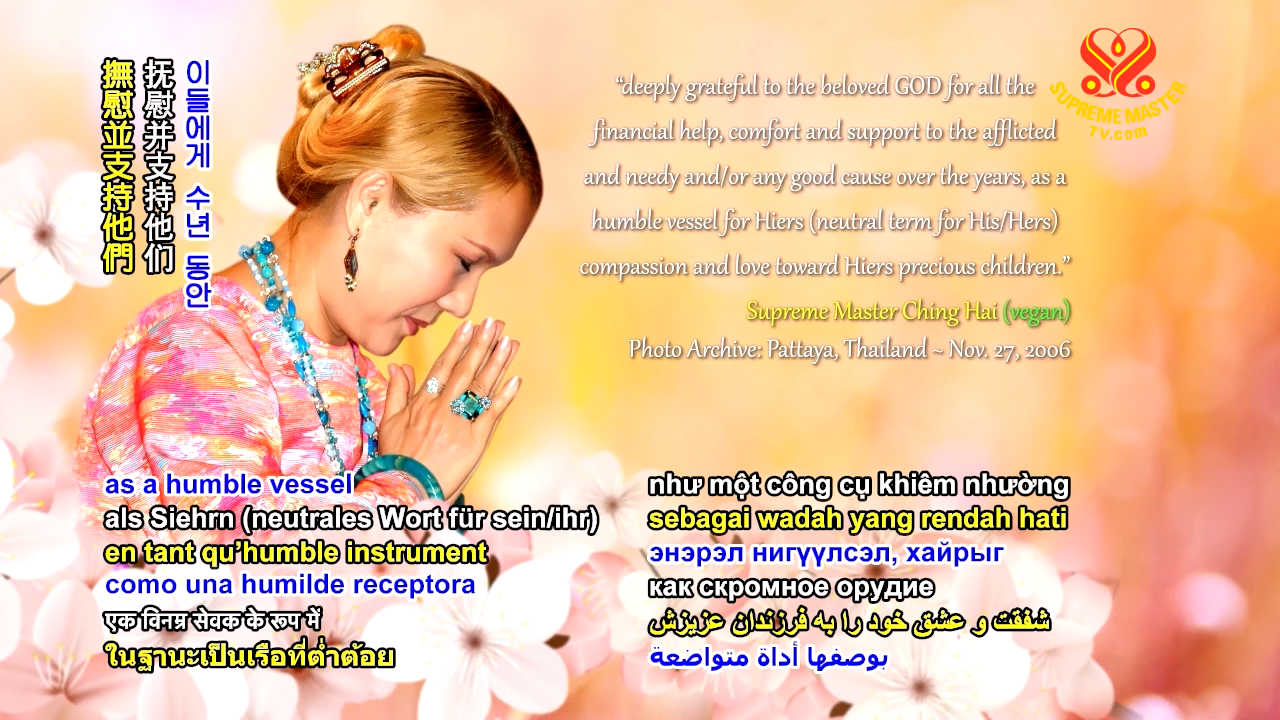 撫慰並支持他們
抚慰并支持他们
이들에게 수년 동안
“deeply grateful to the beloved GOD for all the
financial help, comfort and support to the afflicted
and needy and/or any good cause over the years, as a
humble vessel for Hiers (neutral term for His/Hers)
compassion and love toward Hiers precious children.”
Supreme Master Ching Hai (vegan)
Photo Archive: Pattaya, Thailand ~ Nov. 27, 2006
SUPREME MASTER
TV.com
as a humble vessel
als Siehrn (neutrales Wort für sein/ihr)
en tant qu’humble instrument
como una humilde receptora
एक विनम्र सेवक के रूप में
ในฐานะเป็นเรือที่ต่ำต้อย
như một công cụ khiêm nhường
sebagai wadah yang rendah hati
энэрэл нигүүлсэл, хайрыг
как скромное орудие
شفقت و عشق خود را به فرزندان عزیزش
بوصفها أداة متواضعة